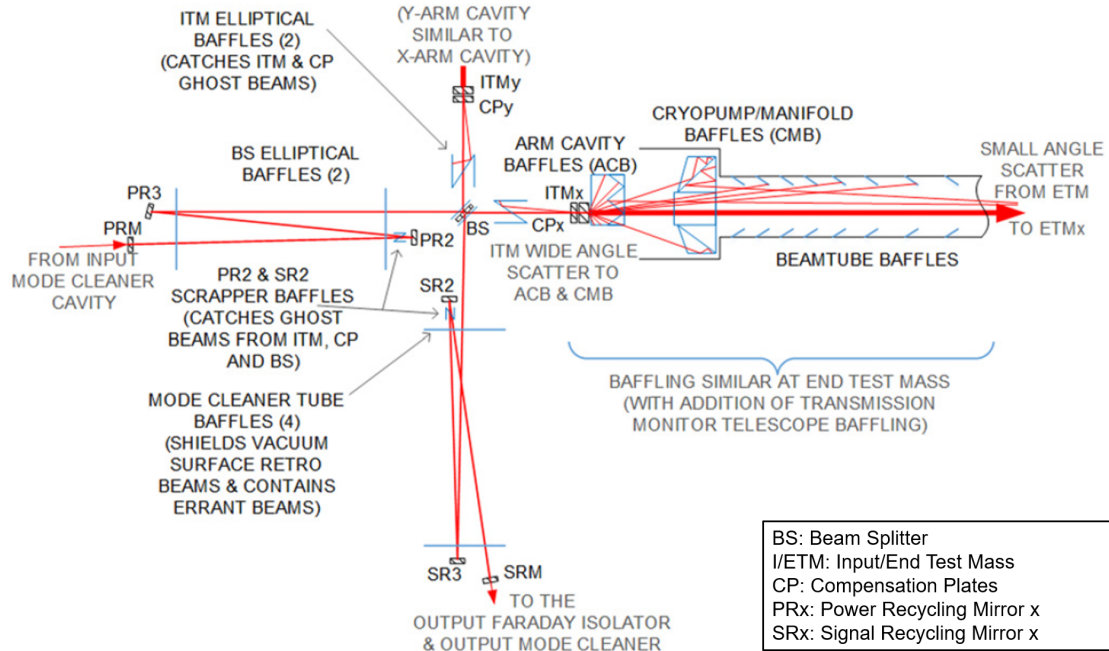 ITM ELLIPTICAL
BAFFLES (2)
(CATCHES ITM & CP
GHOST BEAMS)
(Y-ARM CAVITY
SIMILAR TO
X-ARM CAVITY)
ITMy
CPy
CRYOPUMP/MANIFOLD
BAFFLES (CMB)
ARM CAVITY
BAFFLES (ACB)
SMALL ANGLE
SCATTER
FROM ETM
BS ELLIPTICAL
BAFFLES (2)
PR3
ITMx
PRM
PR2
BS
CPx
TO ETMx
FROM INPUT
MODE CLEANER
CAVITY
ITM WIDE ANGLE
SCATTER TO
ACB & CMB
BEAMTUBE BAFFLES
PR2 & SR2
SCRAPPER BAFFLES
(CATCHES GHOST
BEAMS FROM ITM, CP
AND BS)
SR2
BAFFLING SIMILAR AT END TEST MASS
(WITH ADDITION OF TRANSMISSION
MONITOR TELESCOPE BAFFLING)
MODE CLEANER TUBE
BAFFLES (4)
(SHIELDS VACUUM
SURFACE RETRO
BEAMS & CONTAINS
ERRANT BEAMS)
SR3
SRM
TO THE
OUTPUT FARADAY ISOLATOR
& OUTPUT MODE CLEANER
BS: Beam Splitter
I/ETM: Input/End Test Mass
CP: Compensation Plates
PRx: Power Recycling Mirror x
SRx: Signal Recycling Mirror x